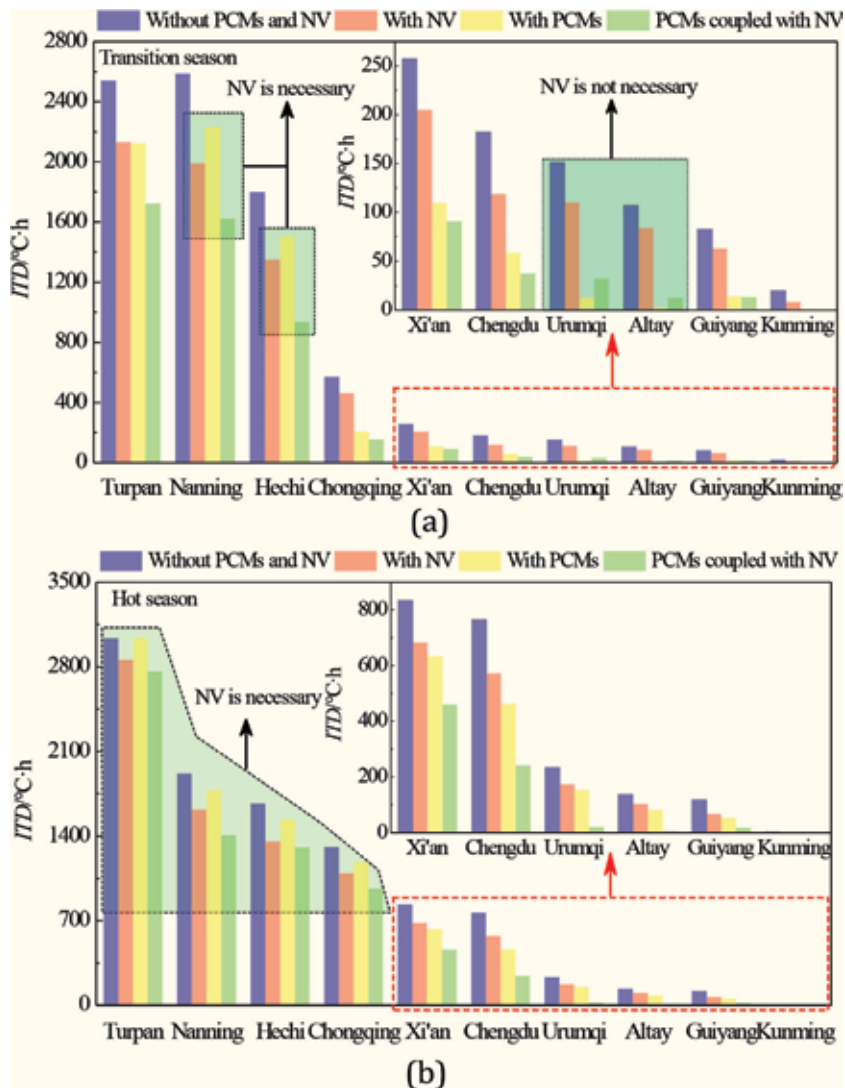 Without PCMs and NV With NV With PCMs PCMs coupled with NV
2800
2400
2000
1600
1200
800
400
0
ITD/°C·h
Transition season
NV is necessary
250
200
150
100
50
0
ITD/°C·h
NV is not necessary
Xi'an Chengdu Urumqi Altay Guiyang Kunming
Turpan Nanning Hechi Chongqing Xi'an Chengdu Urumqi Altay Guiyang Kunming
(a)
Without PCMs and NV With NV With PCMs PCMs coupled with NV
3500
2800
2100
1400
700
0
ITD/°C·h
Hot season
NV is necessary
800
600
400
200
0
ITD/°C·h
Xi'an Chengdu Urumqi Altay Guiyang Kunming
Turpan Nanning Hechi Chongqing Xi'an Chengdu Urumqi Altay Guiyang Kunming
(b)